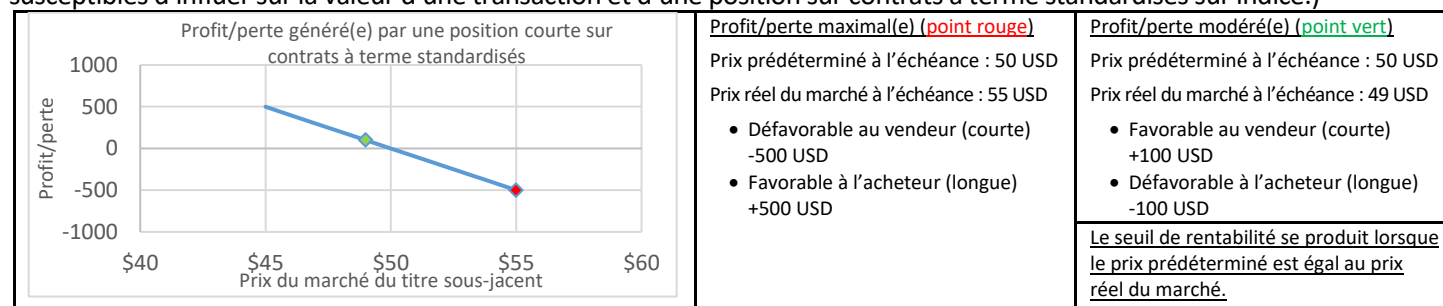 susceptibles d'influer sur la valeur d'une transaction et d'une position sur contrats à terme standardisés sur indice.)
Profit/perte généré(e) par une position courte sur
contrats à terme standardisés
1000
500
0
-500
-1000
Profit/perte
$40 $45 $50 $55 $60
Prix du marché du titre sous-jacent
Profit/perte maximal(e) (point rouge)
Prix prédéterminé à l'échéance : 50 USD
Prix réel du marché à l'échéance : 55 USD
• Défavorable au vendeur (courte)
-500 USD
• Favorable à l'acheteur (longue)
+500 USD
Profit/perte modéré(e) (point vert)
Prix prédéterminé à l'échéance : 50 USD
Prix réel du marché à l'échéance : 49 USD
• Favorable au vendeur (courte)
+100 USD
• Défavorable à l'acheteur (longue)
-100 USD
Le seuil de rentabilité se produit lorsque
le prix prédéterminé est égal au prix
réel du marché.